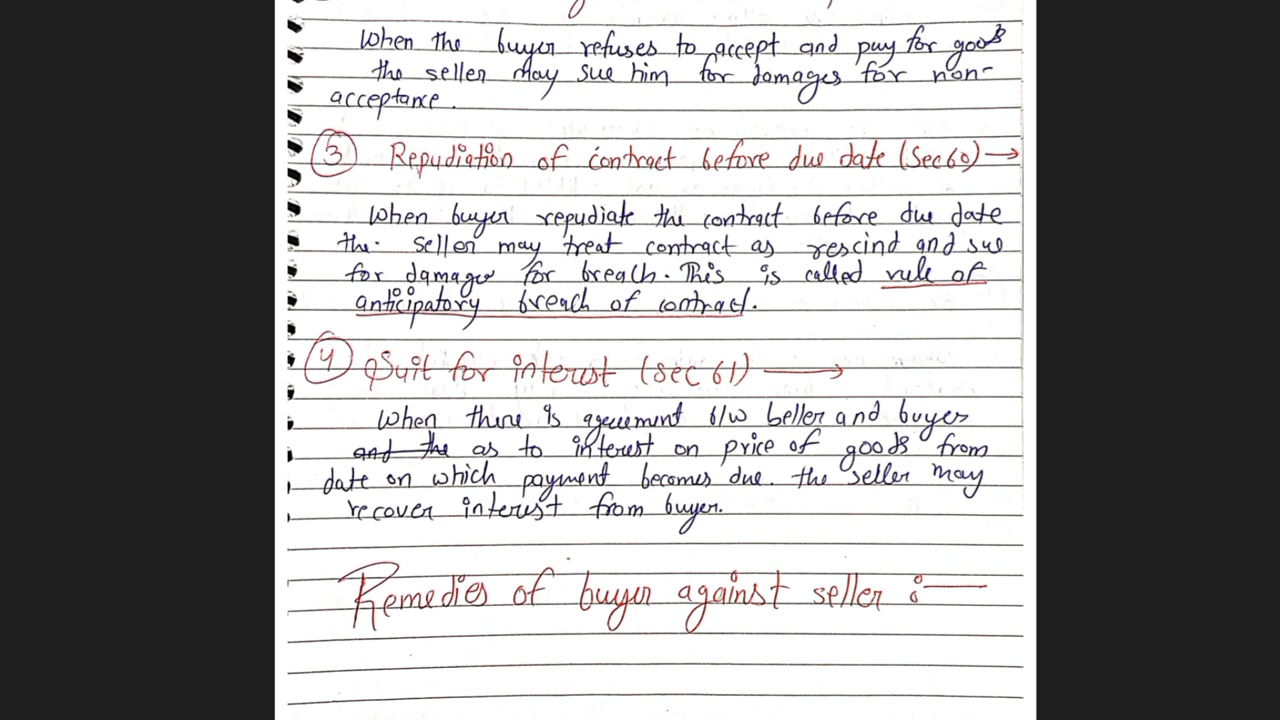 When the buyer refuses to accept and pay for goods
the seller may sue him for damages for non-
acceptance.
③ Repudiation of contract before due date (Sec 60) →
When buyer repudiate the contract before due date
the. seller may treat contract as rescind and sue
for damages for breach. This is called rule of
anticipatory breach of contract.
④ Suit for interest (Sec 61) →
When there is ageement b/w seller and buyer
and the as to interest on price of goods from
date on which payment becomes due. the seller may
recover interest from buyer.
Remedies of buyer against seller :—